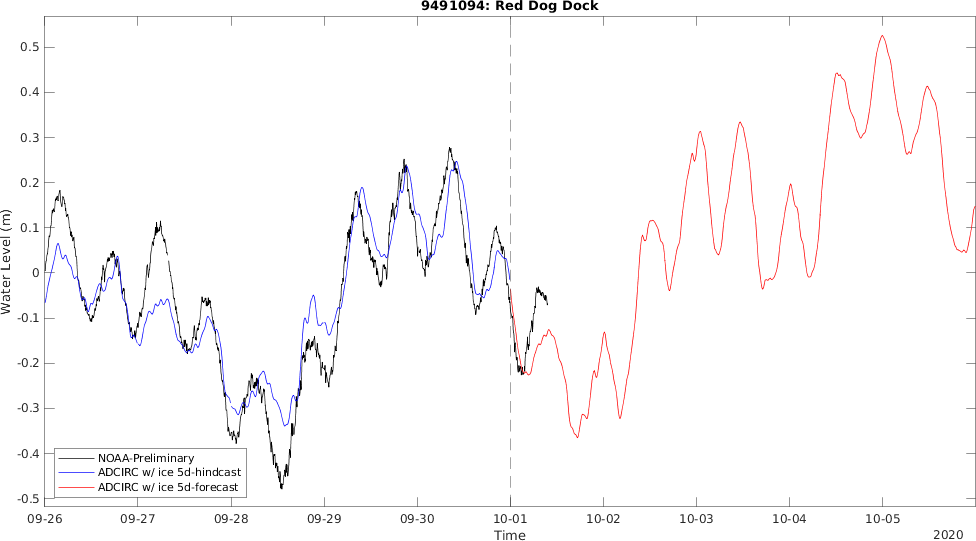 9491094: Red Dog Dock
0.5
0.4
0.3
0.2
0.1
0
-0.1
-0.2
-0.3
-0.4
-0.5
Water Level (m)
NOAA-Preliminary
ADCIRC w/ ice 5d-hindcast
ADCIRC w/ ice 5d-forecast
09-26 09-27 09-28 09-29 09-30 10-01 10-02 10-03 10-04 10-05
Time
2020